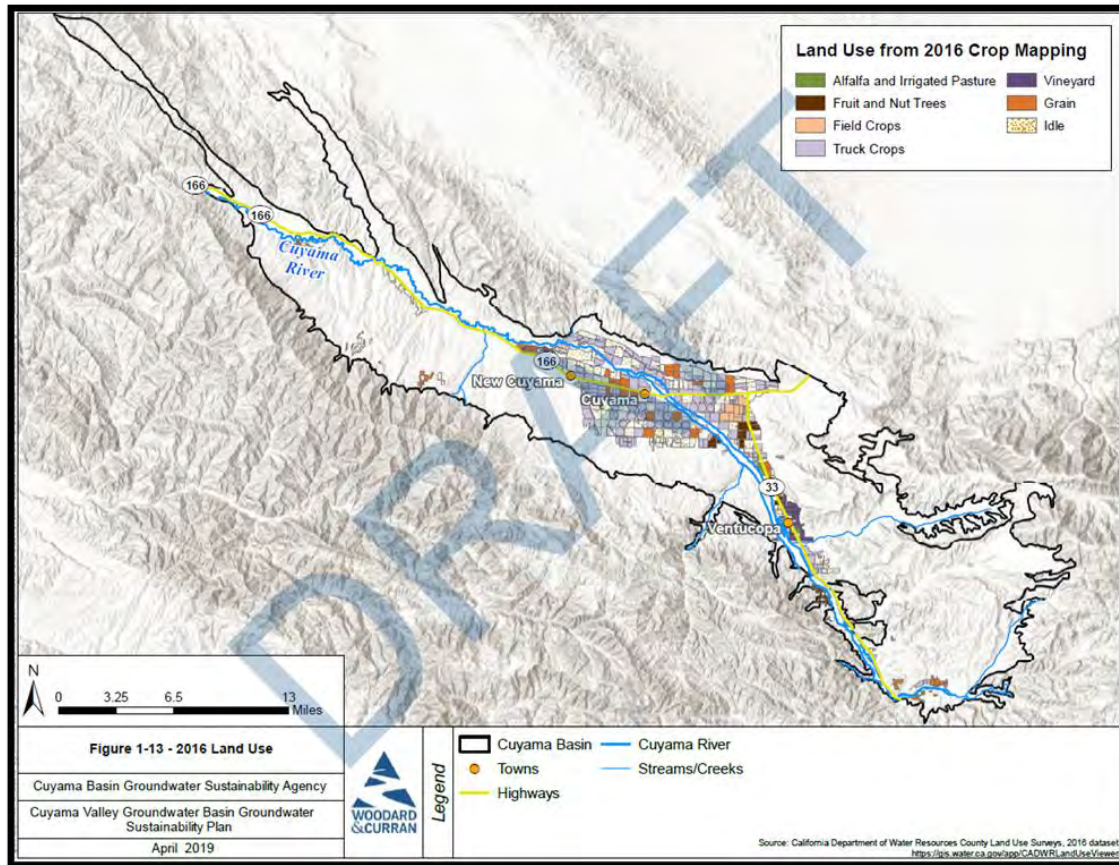 Land Use from 2016 Crop Mapping
Alfalfa and Irrigated Pasture
Vineyard
Fruit and Nut Trees
Grain
Field Crops
Idle
Truck Crops
166
166
Cuyama
River
166
New Cuyama
Cuyama
33
Ventucopa
DRAFT
N
0 3.25 6.5 13
Miles
Figure 1-13 - 2016 Land Use
Cuyama Basin Groundwater Sustainability Agency
Cuyama Valley Groundwater Basin Groundwater
Sustainability Plan
April 2019
WOODARD
&CURRAN
Legend
Cuyama Basin
Cuyama River
Towns
Streams/Creeks
Highways
Source: California Department of Water Resources County Land Use Surveys, 2016 dataset
https://gis.water.ca.gov/app/CADWRLandUseViewer